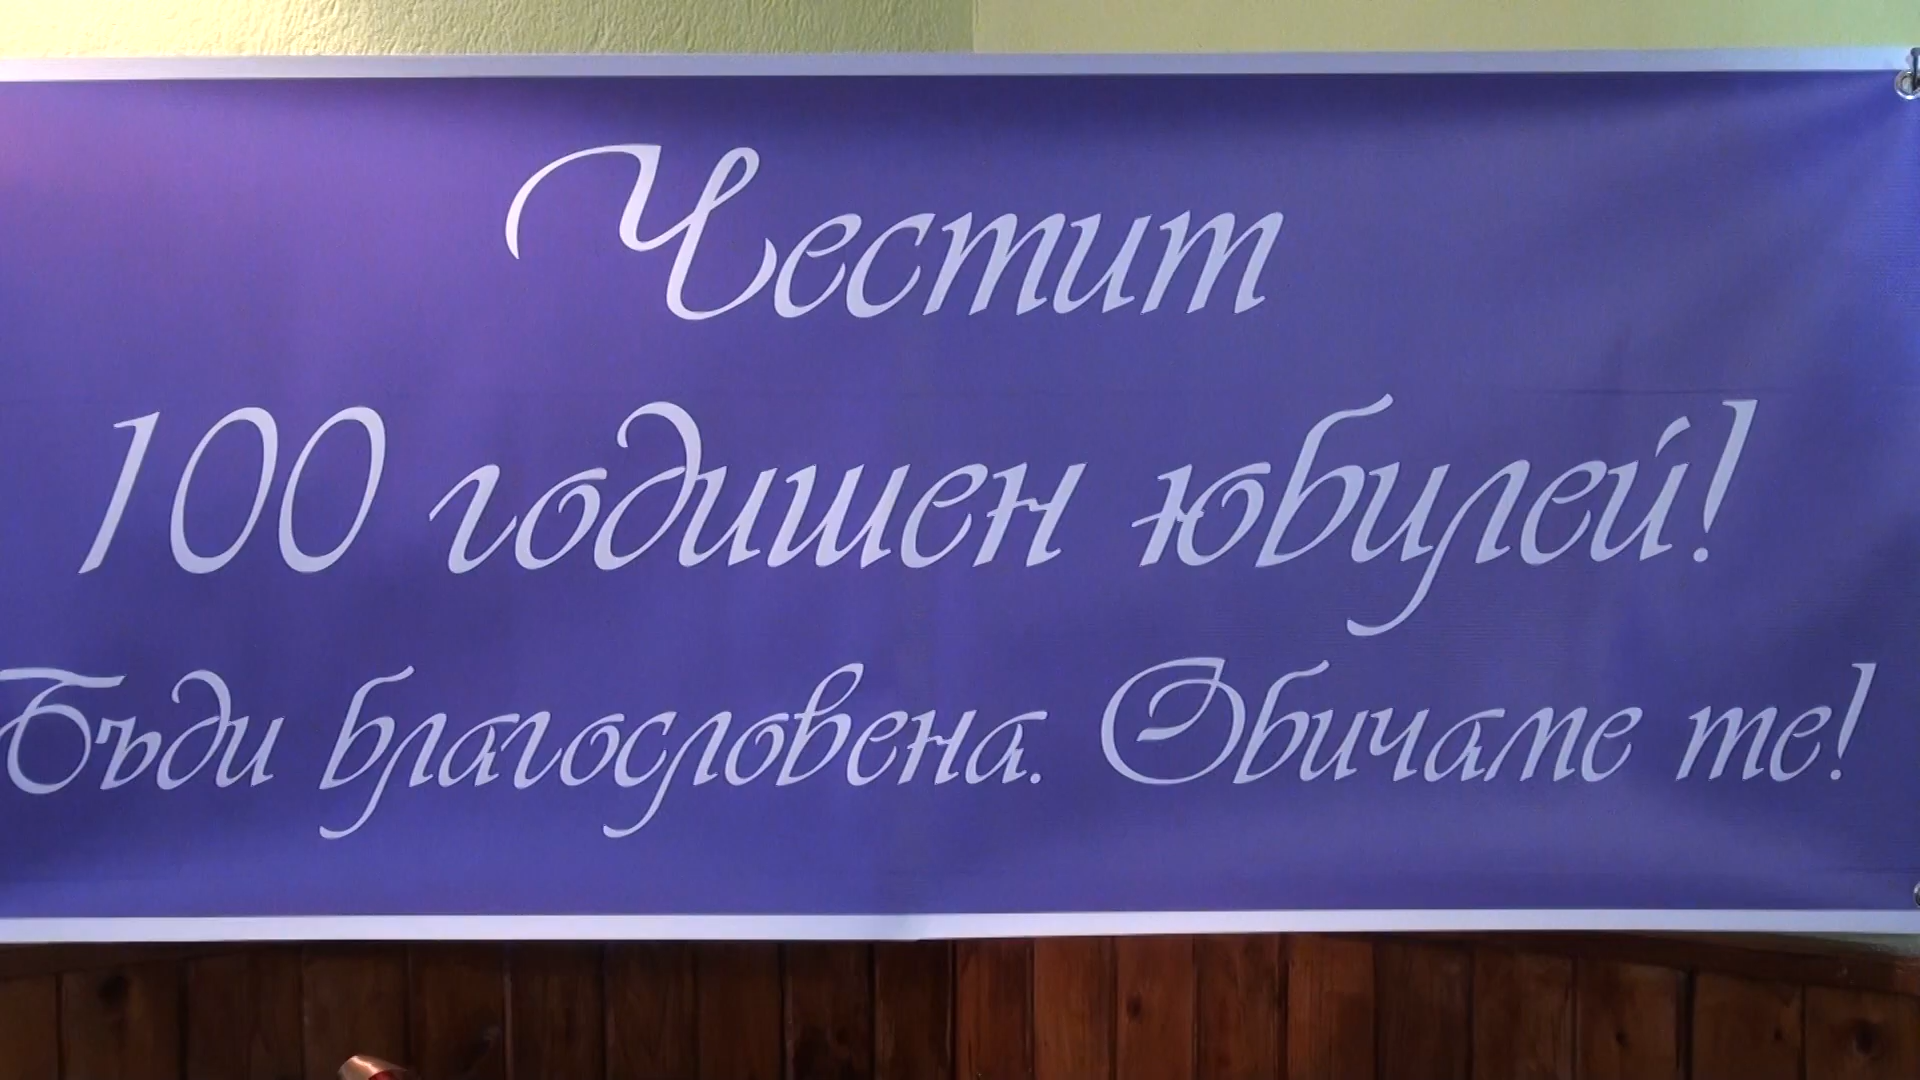 Честит
100 годишен юбилей!
Бъди благословена. Обичаме те!